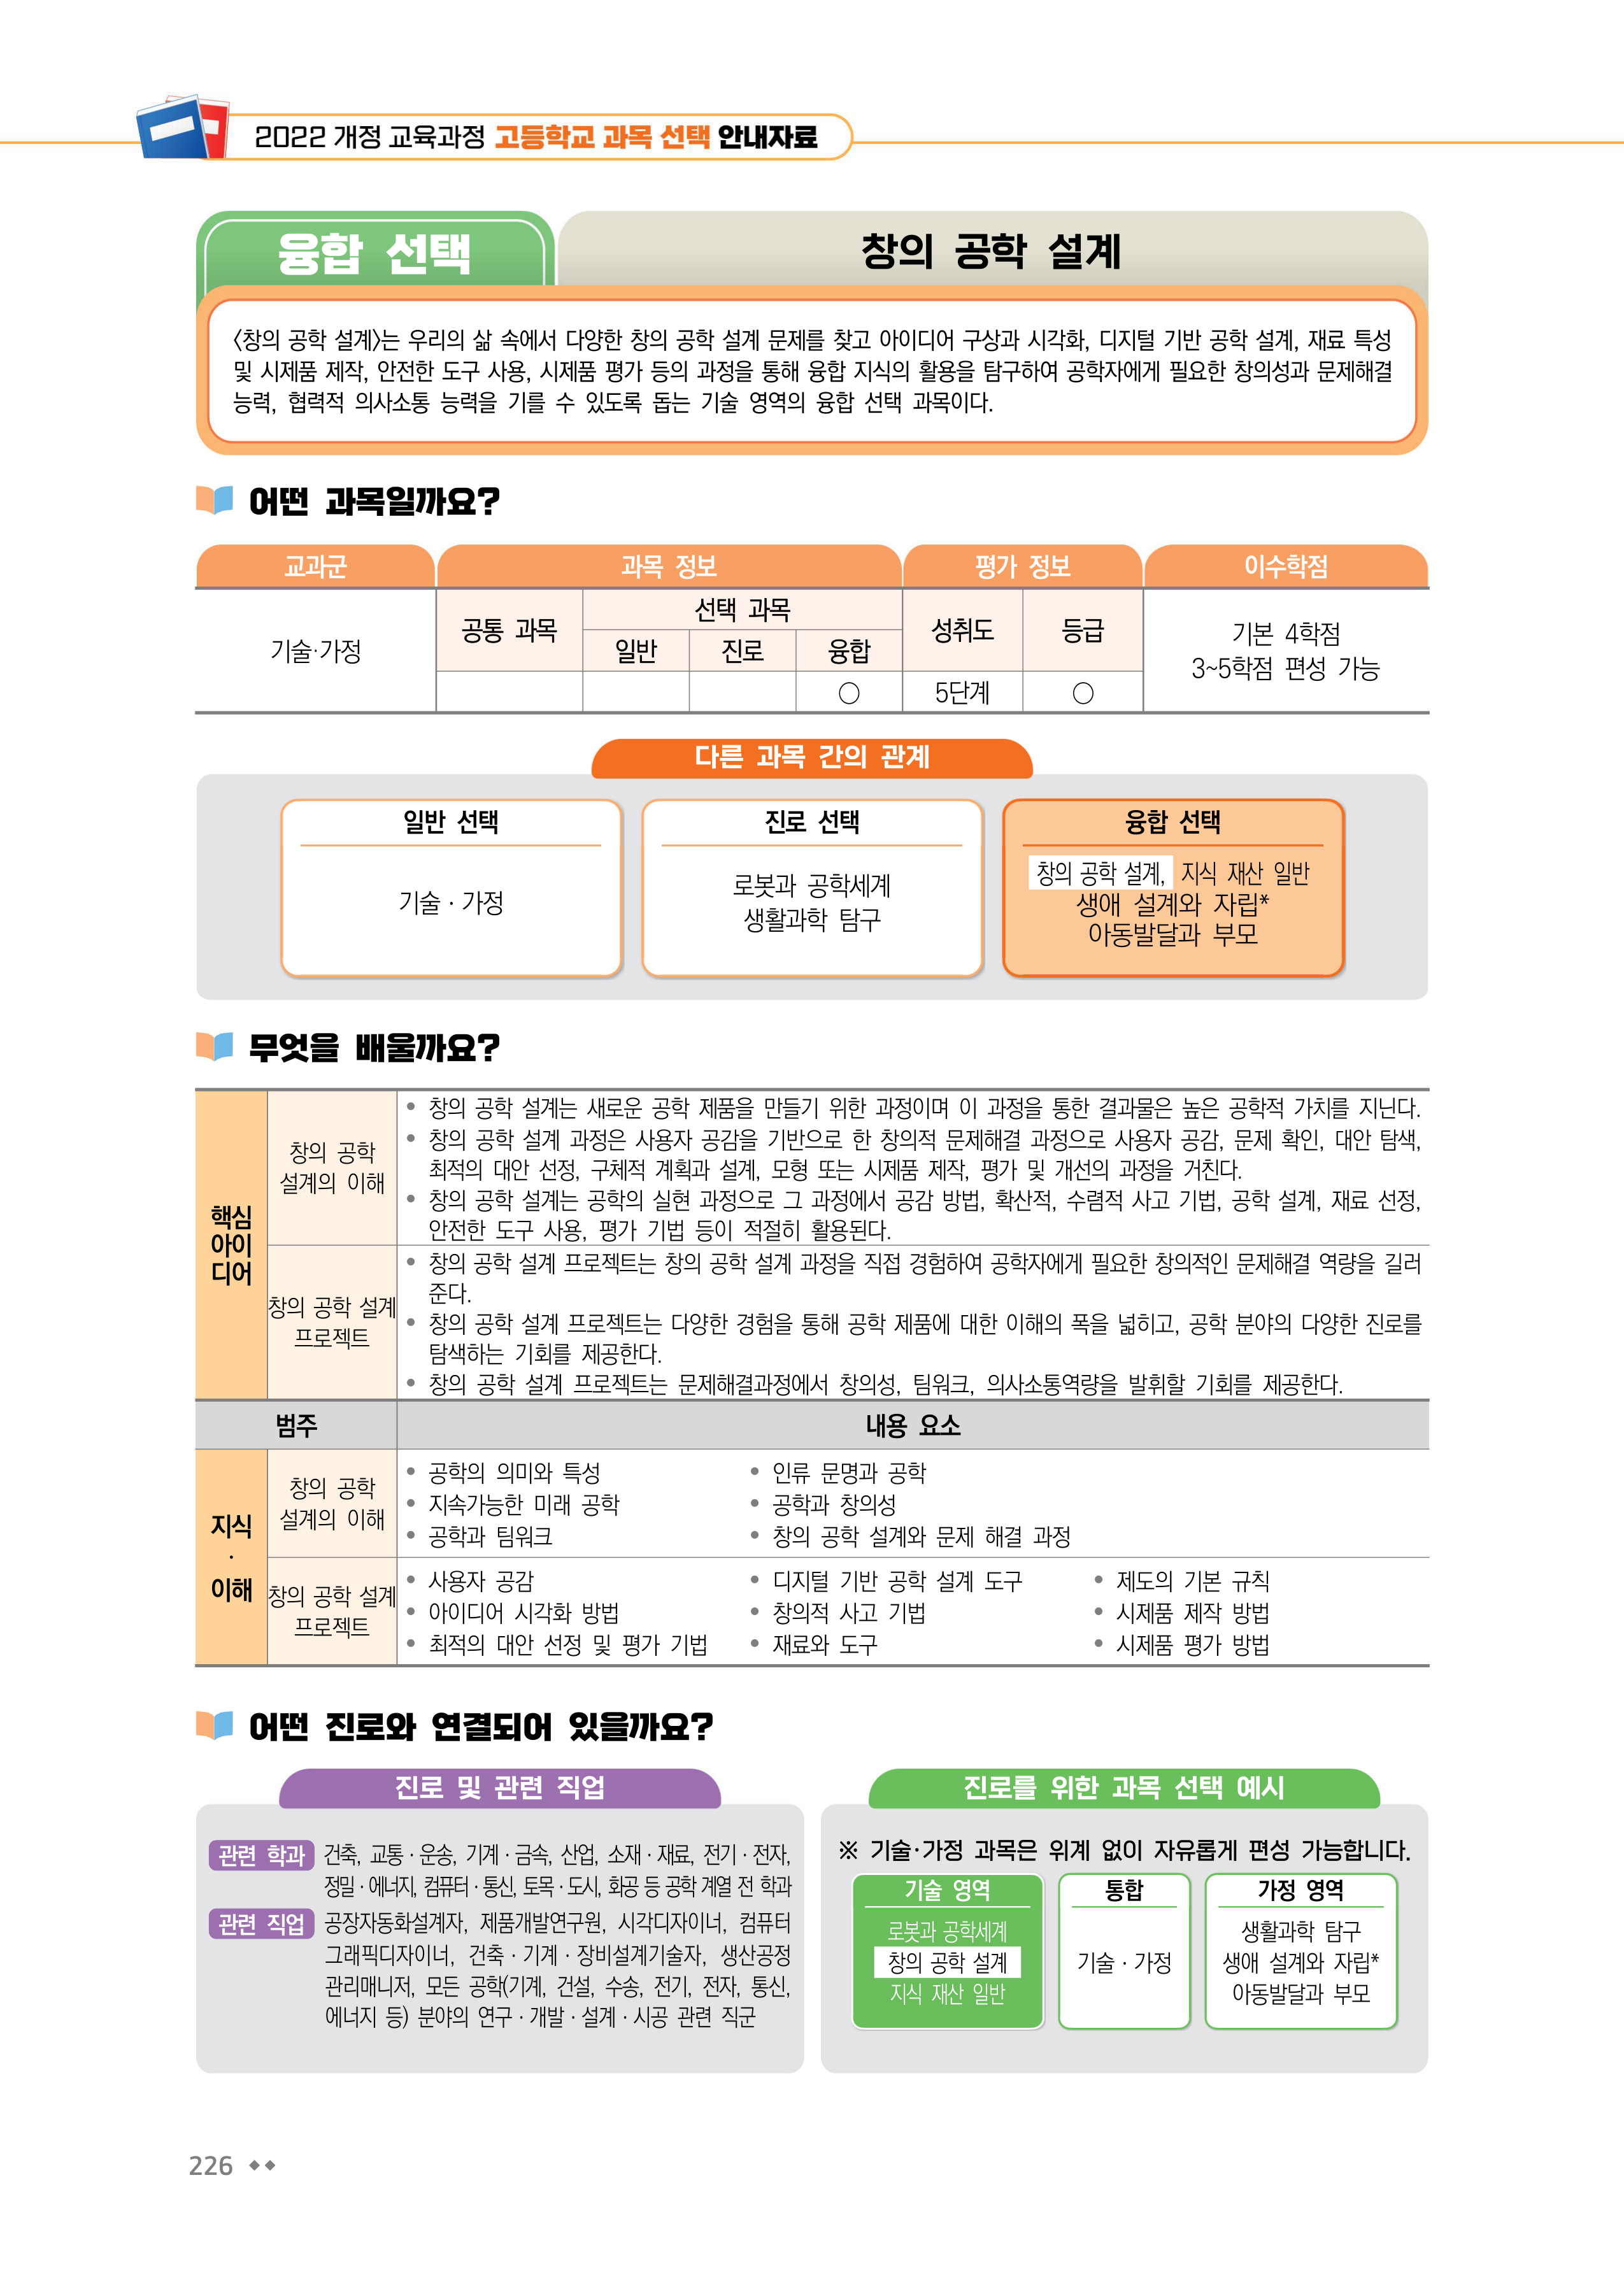 2022 개정 교육과정 고등학교 과목 선택 안내자료
융합 선택
창의 공학 설계
〈창의 공학 설계〉는 우리의 삶 속에서 다양한 창의 공학 설계 문제를 찾고 아이디어 구상과 시각화, 디지털 기반 공학 설계, 재료 특성
및 시제품 제작, 안전한 도구 사용, 시제품 평가 등의 과정을 통해 융합 지식의 활용을 탐구하여 공학자에게 필요한 창의성과 문제해결
능력, 협력적 의사소통 능력을 기를 수 있도록 돕는 기술 영역의 융합 선택 과목이다.
어떤 과목일까요?
교과군 과목 정보 평가 정보 이수학점
기술·가정
공통 과목
선택 과목
일반 진로 융합
성취도 등급
○ 5단계 ○
기본 4학점
3~5학점 편성 가능
다른 과목 간의 관계
일반 선택
기술 · 가정
진로 선택
로봇과 공학세계
생활과학 탐구
융합 선택
창의 공학 설계, 지식 재산 일반
생애 설계와 자립*
아동발달과 부모
무엇을 배울까요?
핵심
아이
디어
창의 공학
설계의 이해
• 창의 공학 설계는 새로운 공학 제품을 만들기 위한 과정이며 이 과정을 통한 결과물은 높은 공학적 가치를 지닌다.
• 창의 공학 설계 과정은 사용자 공감을 기반으로 한 창의적 문제해결 과정으로 사용자 공감, 문제 확인, 대안 탐색,
최적의 대안 선정, 구체적 계획과 설계, 모형 또는 시제품 제작, 평가 및 개선의 과정을 거친다.
• 창의 공학 설계는 공학의 실현 과정으로 그 과정에서 공감 방법, 확산적, 수렴적 사고 기법, 공학 설계, 재료 선정,
안전한 도구 사용, 평가 기법 등이 적절히 활용된다.
창의 공학 설계
프로젝트
• 창의 공학 설계 프로젝트는 창의 공학 설계 과정을 직접 경험하여 공학자에게 필요한 창의적인 문제해결 역량을 길러
준다.
• 창의 공학 설계 프로젝트는 다양한 경험을 통해 공학 제품에 대한 이해의 폭을 넓히고, 공학 분야의 다양한 진로를
탐색하는 기회를 제공한다.
• 창의 공학 설계 프로젝트는 문제해결과정에서 창의성, 팀워크, 의사소통역량을 발휘할 기회를 제공한다.
범주 내용 요소
지식
·
이해
창의 공학
설계의 이해
• 공학의 의미와 특성 • 인류 문명과 공학
• 지속가능한 미래 공학 • 공학과 창의성
• 공학과 팀워크 • 창의 공학 설계와 문제 해결 과정
창의 공학 설계
프로젝트
• 사용자 공감 • 디지털 기반 공학 설계 도구 • 제도의 기본 규칙
• 아이디어 시각화 방법 • 창의적 사고 기법 • 시제품 제작 방법
• 최적의 대안 선정 및 평가 기법 • 재료와 도구 • 시제품 평가 방법
어떤 진로와 연결되어 있을까요?
진로 및 관련 직업
관련 학과 건축, 교통 · 운송, 기계 · 금속, 산업, 소재 · 재료, 전기 · 전자,
정밀 · 에너지, 컴퓨터 · 통신, 토목 · 도시, 화공 등 공학 계열 전 학과
관련 직업 공장자동화설계자, 제품개발연구원, 시각디자이너, 컴퓨터
그래픽디자이너, 건축 · 기계 · 장비설계기술자, 생산공정
관리매니저, 모든 공학(기계, 건설, 수송, 전기, 전자, 통신,
에너지 등) 분야의 연구 · 개발 · 설계 · 시공 관련 직군
진로를 위한 과목 선택 예시
※ 기술·가정 과목은 위계 없이 자유롭게 편성 가능합니다.
기술 영역
로봇과 공학세계
창의 공학 설계
지식 재산 일반
통합
기술 · 가정
가정 영역
생활과학 탐구
생애 설계와 자립*
아동발달과 부모
226